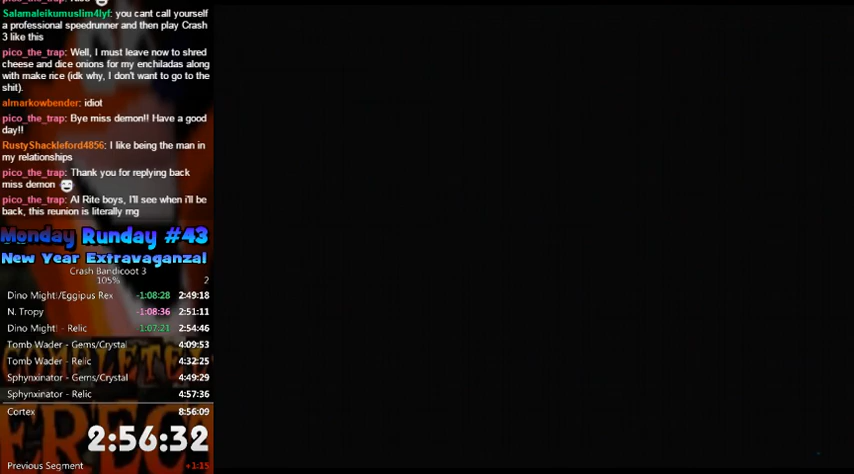 Salamaleikumuslim4lyf: you cant call yourself
a professional speedrunner and then play Crash
3 like this
pico_the_trap: Well, I must leave now to shred
cheese and dice onions for my enchiladas along
with make rice (idk why, I don't want to go to the
shit).
almarkowbender: idiot
pico_the_trap: Bye miss demon!! Have a good
day!!
RustyShackleford4856: I like being the man in
my relationships
pico_the_trap: Thank you for replying back
miss demon
pico_the_trap: Al Rite boys, I'll see when i'll be
back, this reunion is literally rng
Monday Runday #43
New Year Extravaganza!
Crash Bandicoot 3
105% 2
Dino Might!/Eggipus Rex -1:08:28 2:49:18
N. Tropy -1:08:36 2:51:11
Dino Might! - Relic -1:07:21 2:54:46
Tomb Wader - Gems/Crystal 4:09:53
Tomb Wader - Relic 4:32:25
Sphynxinator - Gems/Crystal 4:49:29
Sphynxinator - Relic 4:57:36
Cortex 8:56:09
2:56:32
Previous Segment +1:15